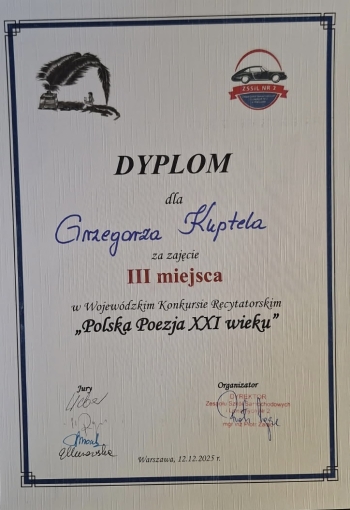 ZSSiL NR 2
DYPLOM
dla
Grzegorza Kuptela
za zajęcie
III miejsca
w Wojewódzkim Konkursie Recytatorskim
„Polska Poezja XXI wieku”
Jury
Organizator
DYREKTOR
Warszawa, 12.12.2025 r.